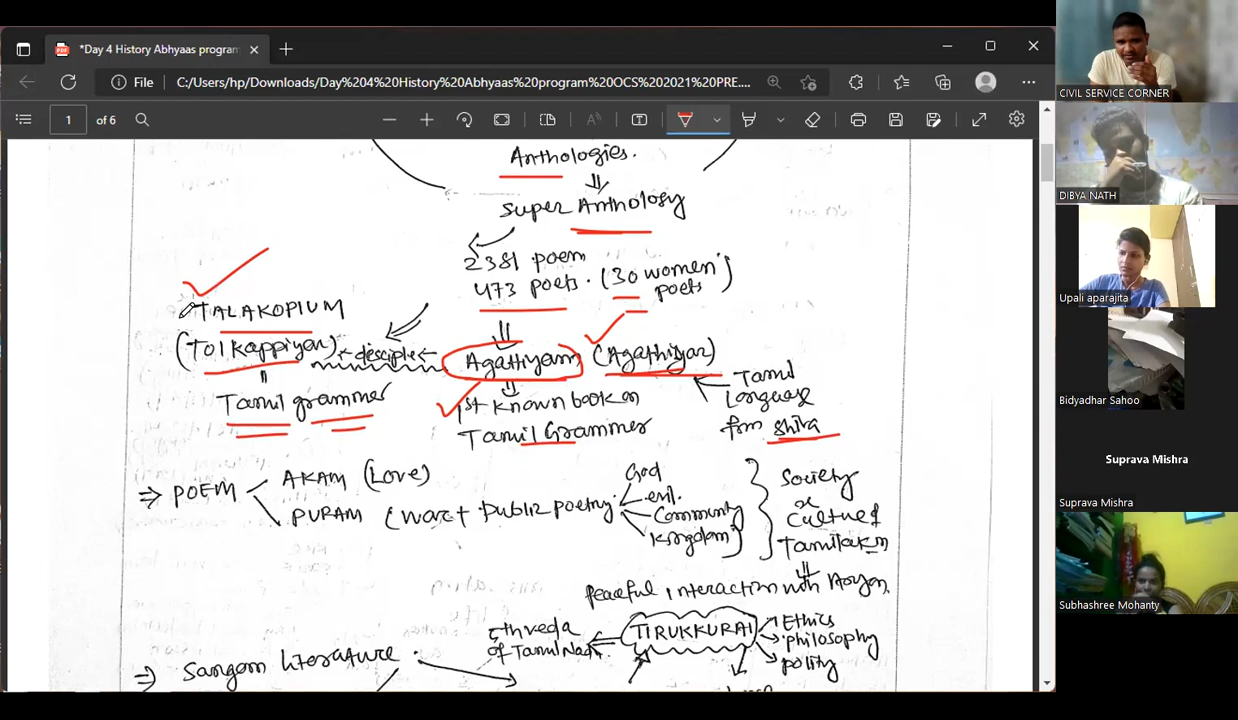 *Day 4 History Abhyaas program
File C:/Users/hp/Downloads/Day%204%20History%20Abhyaas%20program%20OCS%202021%20PRE....
1 of 6
Anthologies.
Super Anthology
2381 poem
473 poets. (30 women poets)
TALAKOPIUM
(Tolkappiyar) ← desciple ← Agathiyam (Agathiyar)
Tamil grammer
1st known book on
Tamil Grammer
Tamil
Language
from Shiva
⇒ POEM
AKAM (Love)
PURAM (War + Public poetry.
God
evil.
Community
Kingdom)
Society
&
Culture of
Tamilakam
peaceful interaction with Aryan,
5th veda
of Tamil Nadu.
TIRUKKURAL
Ethics
philosophy
polity
⇒ Sangam literature.
CIVIL SERVICE CORNER
DIBYA NATH
Upali aparajita
Bidyadhar Sahoo
Suprava Mishra
Suprava Mishra
Subhashree Mohanty